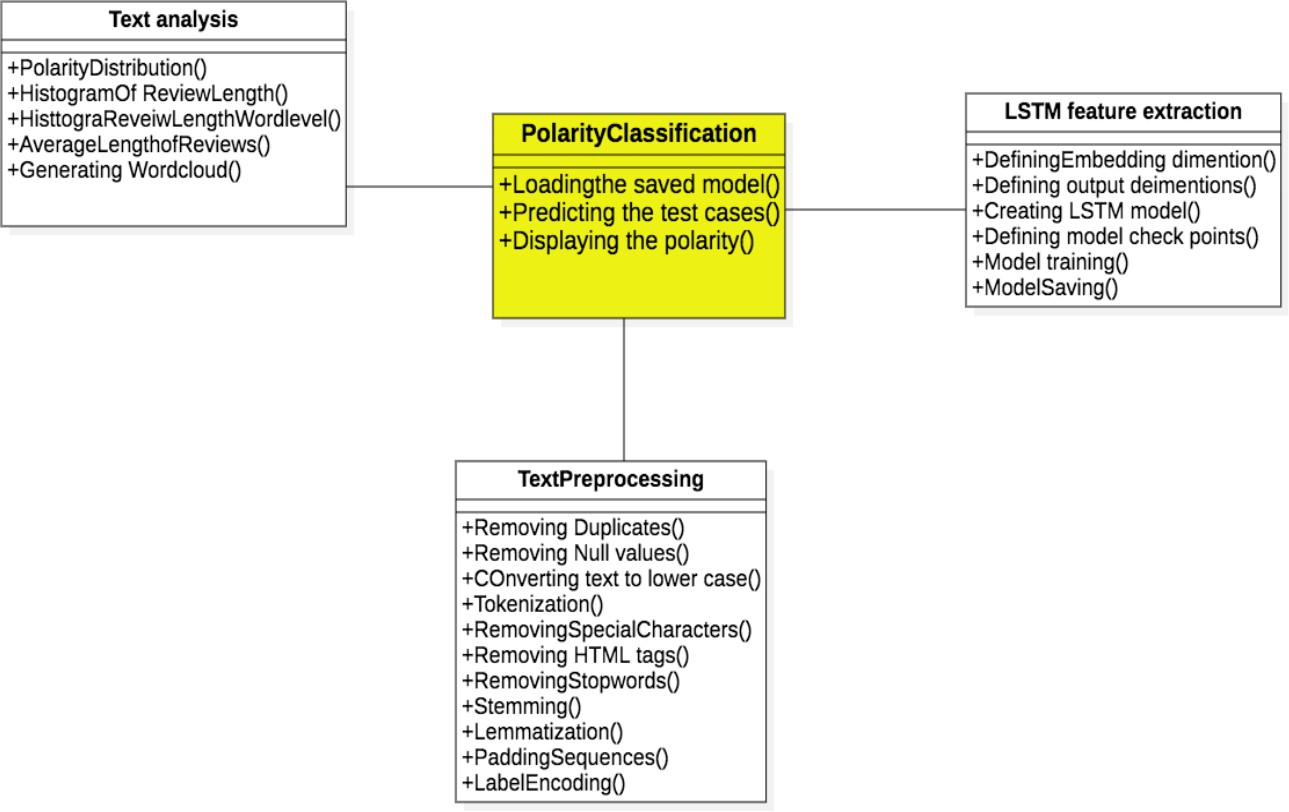 Text analysis
+PolarityDistribution()
+HistogramOf ReviewLength()
+HisttograReveiwLengthWordlevel()
+AverageLengthofReviews()
+Generating Wordcloud()
PolarityClassification
+Loadingthe saved model()
+Predicting the test cases()
+Displaying the polarity()
LSTM feature extraction
+DefiningEmbedding dimention()
+Defining output deimentions()
+Creating LSTM model()
+Defining model check points()
+Model training()
+ModelSaving()
TextPreprocessing
+Removing Duplicates()
+Removing Null values()
+COnverting text to lower case()
+Tokenization()
+RemovingSpecialCharacters()
+Removing HTML tags()
+RemovingStopwords()
+Stemming()
+Lemmatization()
+PaddingSequences()
+LabelEncoding()